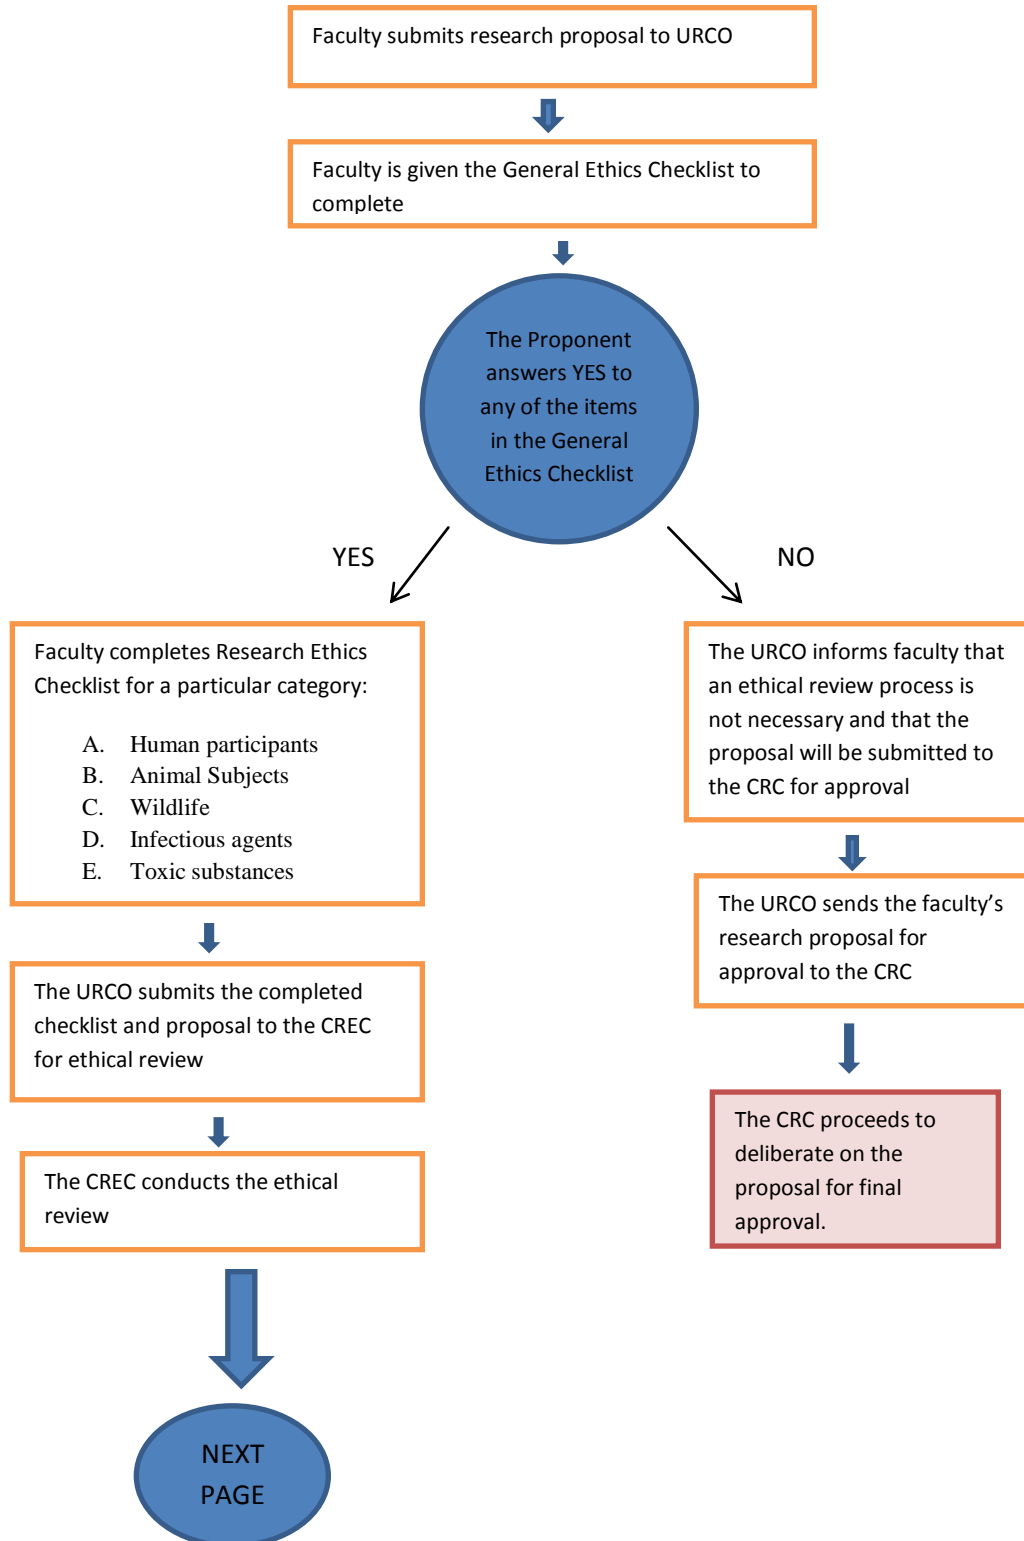 Faculty submits research proposal to URCO
Faculty is given the General Ethics Checklist to
complete
The Proponent
answers YES to
any of the items
in the General
Ethics Checklist
YES
NO
Faculty completes Research Ethics
Checklist for a particular category:
A. Human participants
B. Animal Subjects
C. Wildlife
D. Infectious agents
E. Toxic substances
The URCO submits the completed
checklist and proposal to the CREC
for ethical review
The CREC conducts the ethical
review
NEXT
PAGE
The URCO informs faculty that
an ethical review process is
not necessary and that the
proposal will be submitted to
the CRC for approval
The URCO sends the faculty’s
research proposal for
approval to the CRC
The CRC proceeds to
deliberate on the
proposal for final
approval.